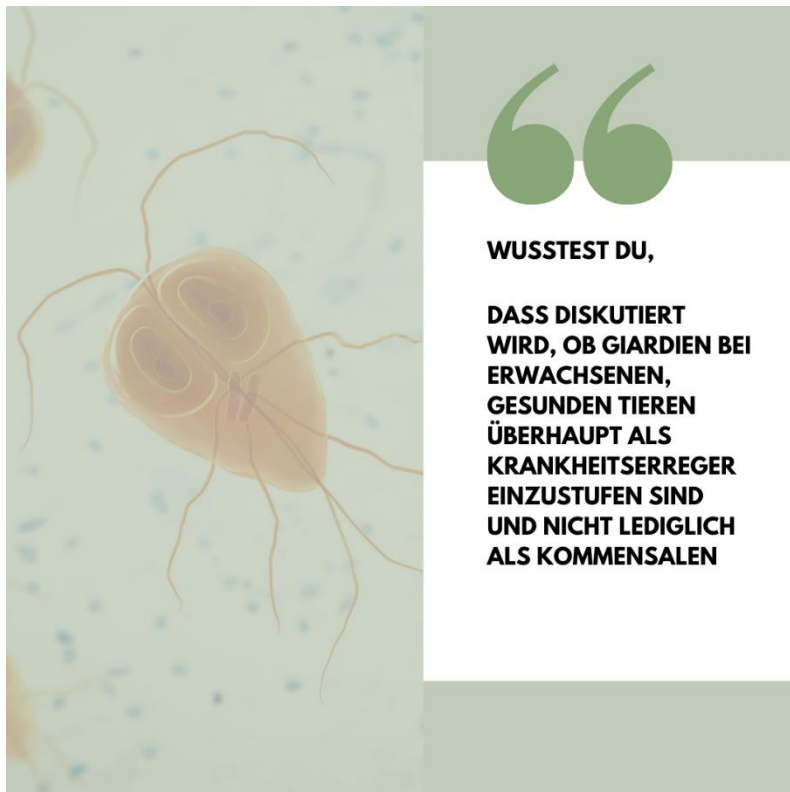 WUSSTEST DU,
DASS DISKUTIERT
WIRD, OB GIARDIEN BEI
ERWACHSENEN,
GESUNDEN TIEREN
ÜBERHAUPT ALS
KRANKHEITSERREGER
EINZUSTUFEN SIND
UND NICHT LEDIGLICH
ALS KOMMENSALEN